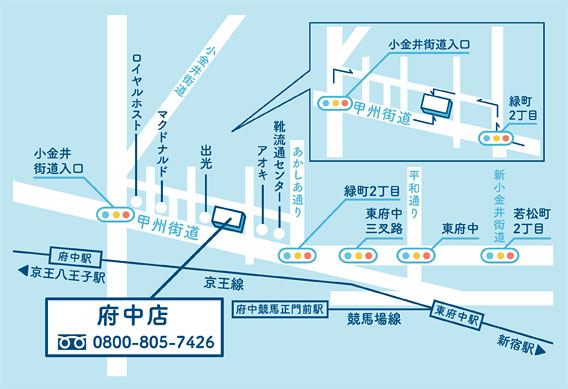 小金井街道
ロイヤルホスト
マクドナルド
出光
アオキ
靴流通センター
あかしあ通り
小金井
街道入口
甲州街道
緑町2丁目
東府中
三叉路
平和通り
東府中
新小金井街道
若松町
2丁目
小金井街道入口
甲州街道
緑町
2丁目
府中駅
京王八王子駅
京王線
府中競馬正門前駅
競馬場線
東府中駅
新宿駅
府中店
0800-805-7426